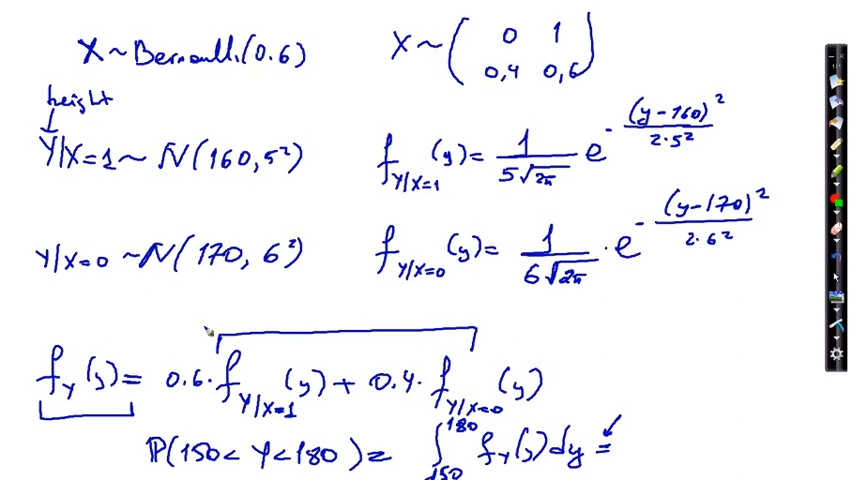 X ~ Bernoulli(0.6) X ~ ( 0 1
0,4 0,6 )
height
Y|X=1 ~ N(160, 5²) f_{Y|X=1}(y) = 1/(5√2π) e^{-(y-160)²/(2·5²)}
Y|X=0 ~ N(170, 6²) f_{Y|X=0}(y) = 1/(6√2π) · e^{-(y-170)²/(2·6²)}
f_Y(y) = 0.6 · f_{Y|X=1}(y) + 0.4 · f_{Y|X=0}(y)
P(150 < Y < 180) = ∫_{150}^{180} f_Y(y) dy =